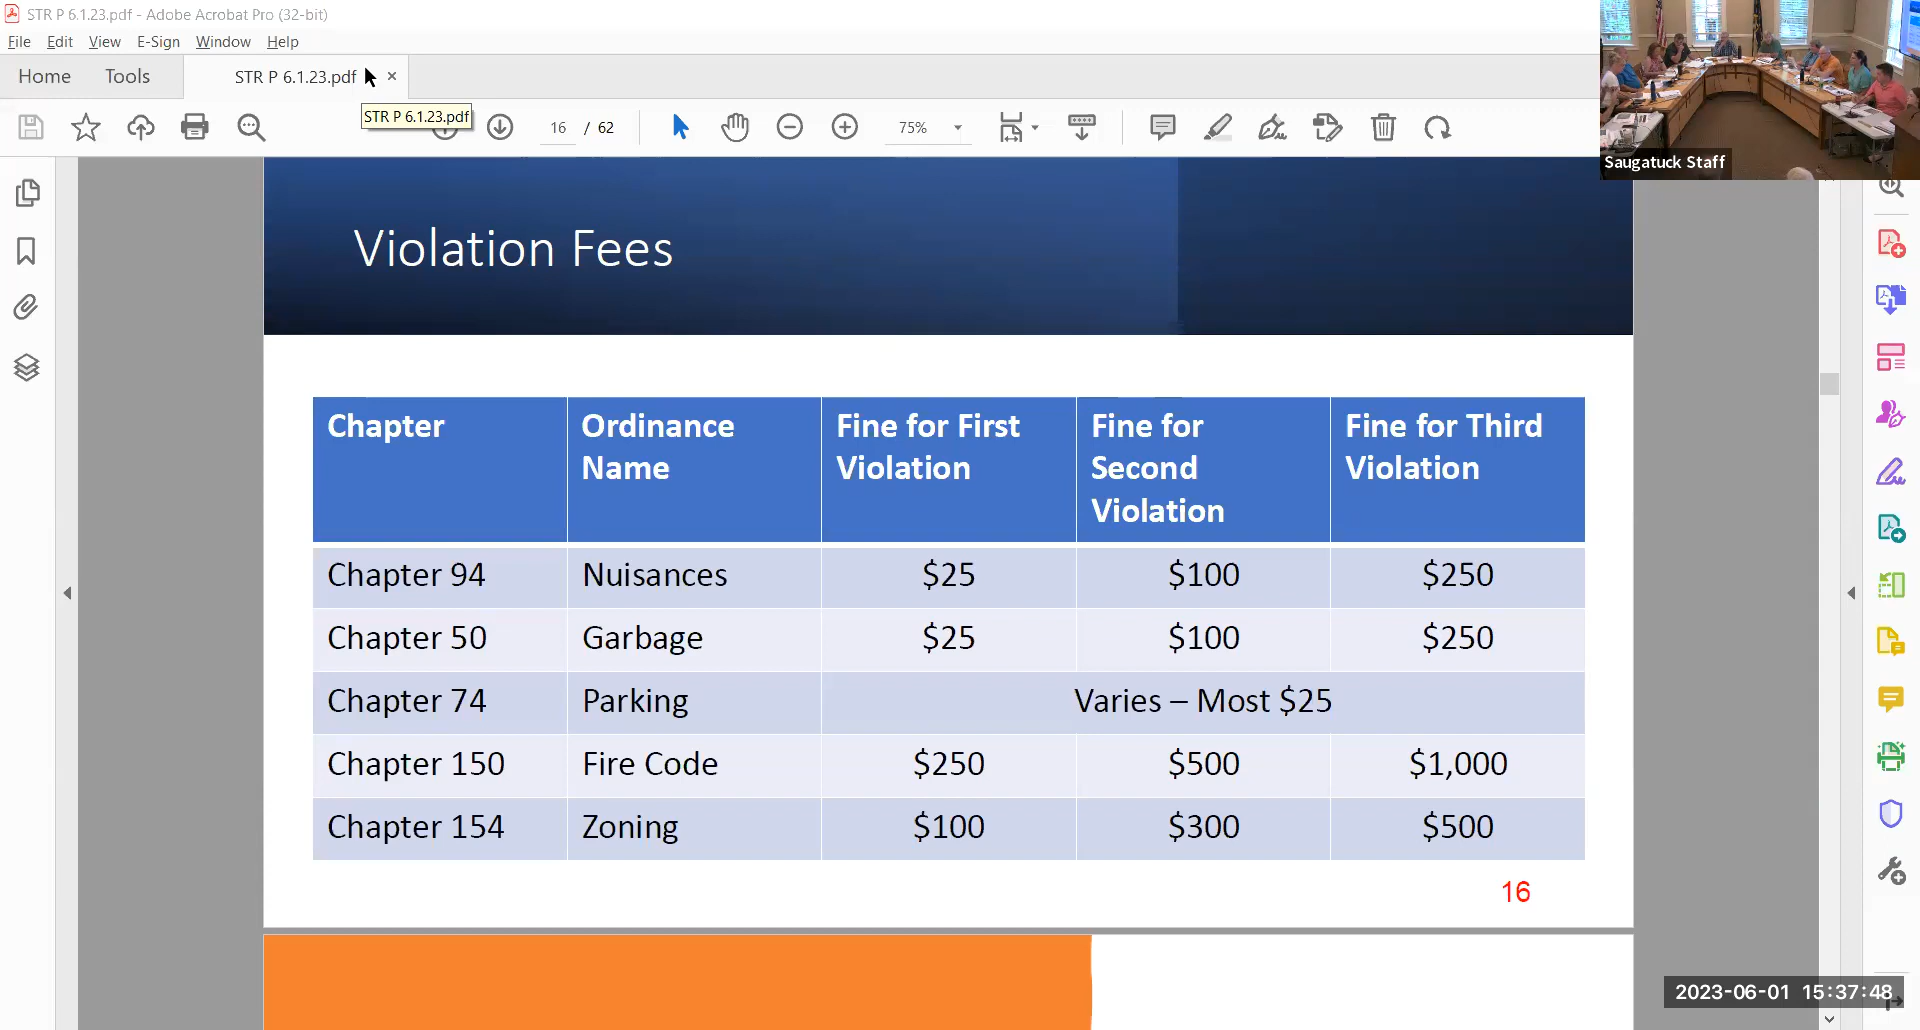 STR P 6.1.23.pdf - Adobe Acrobat Pro (32-bit)
File Edit View E-Sign Window Help
Home Tools STR P 6.1.23.pdf ×
STR P 6.1.23.pdf
16 / 62 75%
Saugatuck Staff
Violation Fees
Chapter Ordinance Name Fine for First Violation Fine for Second Violation Fine for Third Violation
Chapter 94 Nuisances $25 $100 $250
Chapter 50 Garbage $25 $100 $250
Chapter 74 Parking Varies – Most $25
Chapter 150 Fire Code $250 $500 $1,000
Chapter 154 Zoning $100 $300 $500
16
2023-06-01 15:37:48